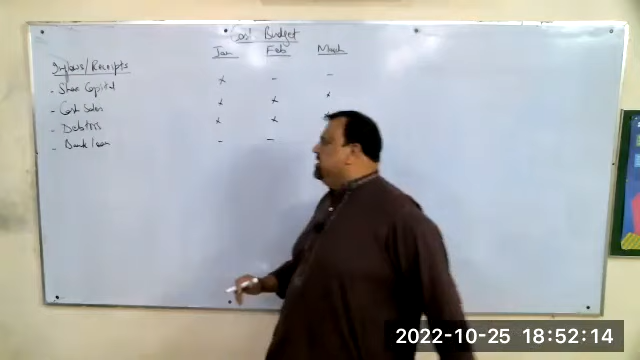 Cash Budget
Jan Feb March
Inflows/Receipts
- Share Capital x - -
- Cash Sales x x x
- Debtors x x
- Bank loan - -
2022-10-25 18:52:14